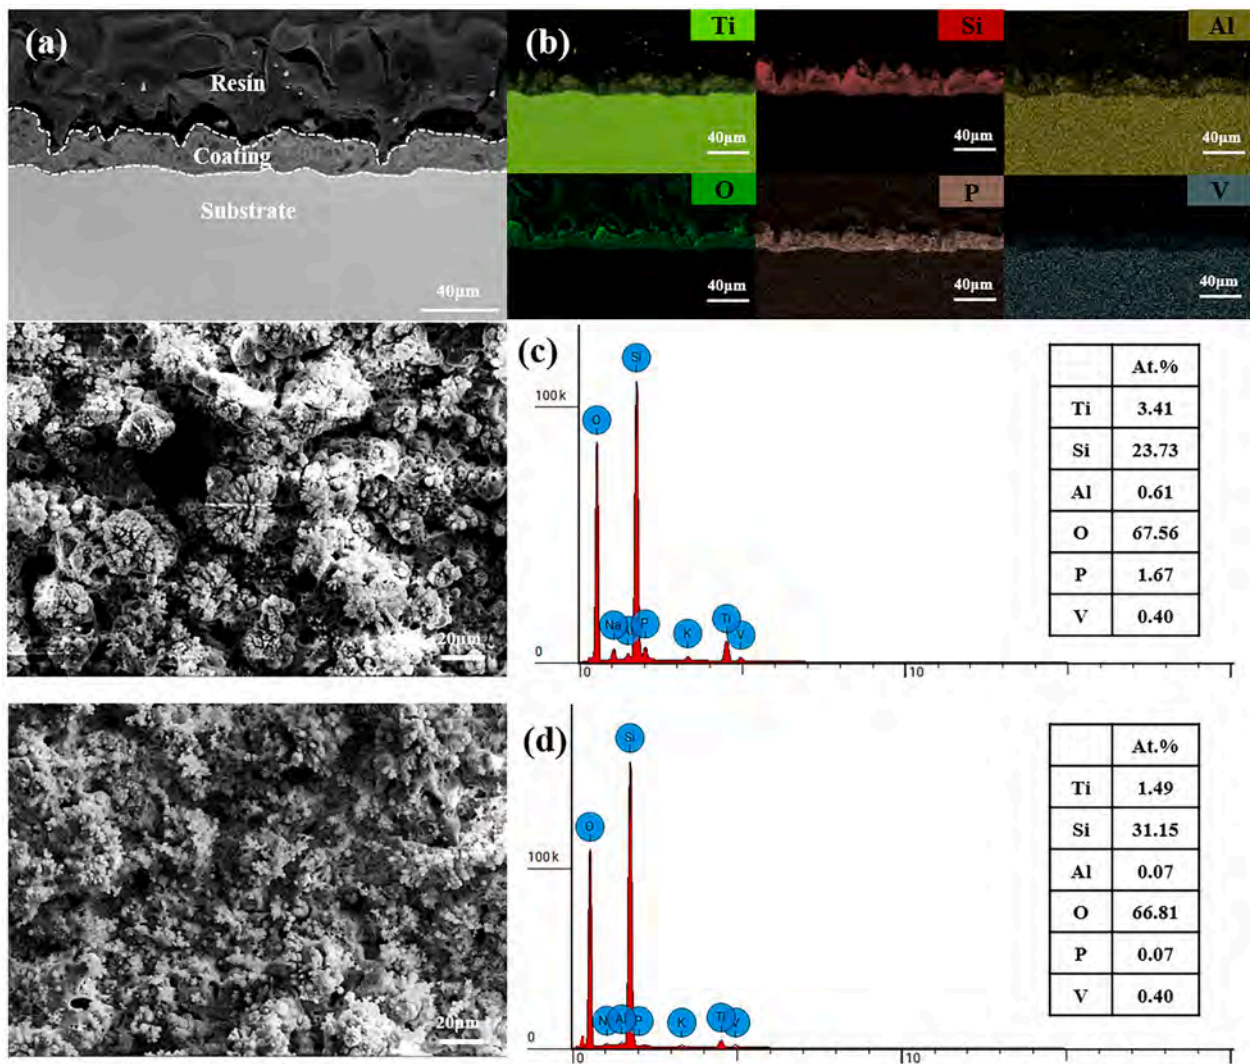 (a)
Resin
Coating
Substrate
40μm
(b)
Ti
Si
Al
40μm
40μm
40μm
O
P
V
40μm
40μm
40μm
20μm
(c)
Si
100k
O
Na
P
K
Ti
V
0
0
10
At.%
Ti 3.41
Si 23.73
Al 0.61
O 67.56
P 1.67
V 0.40
20μm
(d)
Si
O
100k
N
Al
P
K
Ti
V
0
0
10
At.%
Ti 1.49
Si 31.15
Al 0.07
O 66.81
P 0.07
V 0.40